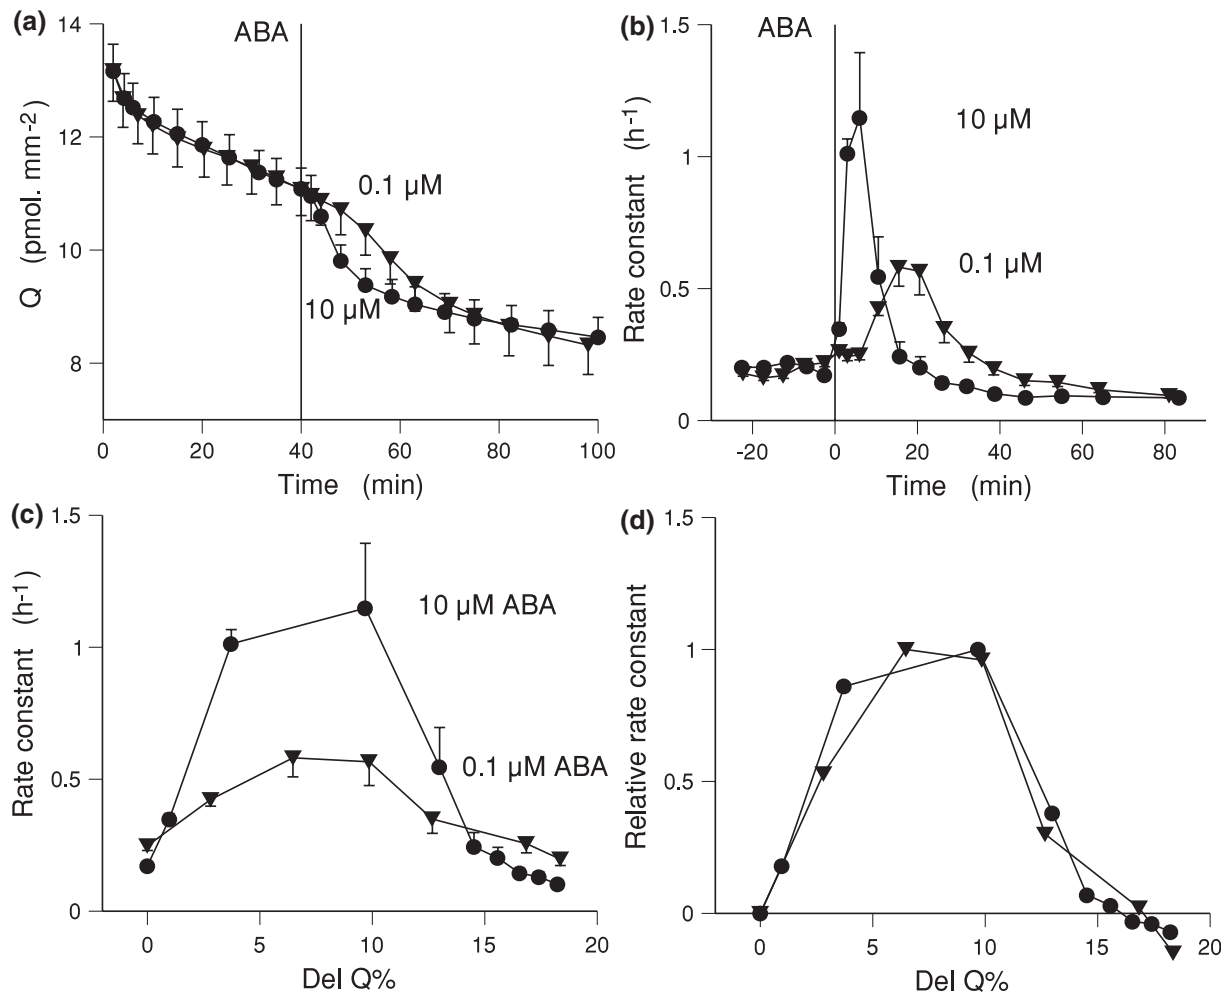 (a)
14
12
10
8
Q (pmol. mm-2)
ABA
0.1 µM
10 µM
0 20 40 60 80 100
Time (min)
(b)
1.5
1
0.5
0
Rate constant (h-1)
ABA
10 µM
0.1 µM
-20 0 20 40 60 80
Time (min)
(c)
1.5
1
0.5
0
Rate constant (h-1)
10 µM ABA
0.1 µM ABA
0 5 10 15 20
Del Q%
(d)
1.5
1
0.5
0
Relative rate constant
0 5 10 15 20
Del Q%